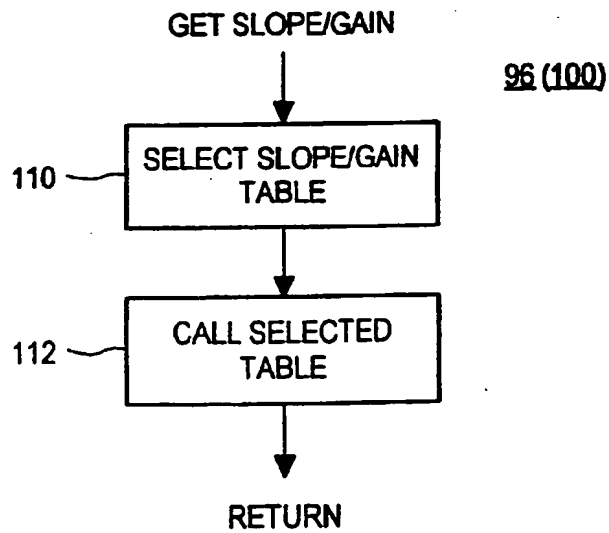 GET SLOPE/GAIN
96 (100)
110
SELECT SLOPE/GAIN
TABLE
112
CALL SELECTED
TABLE
RETURN